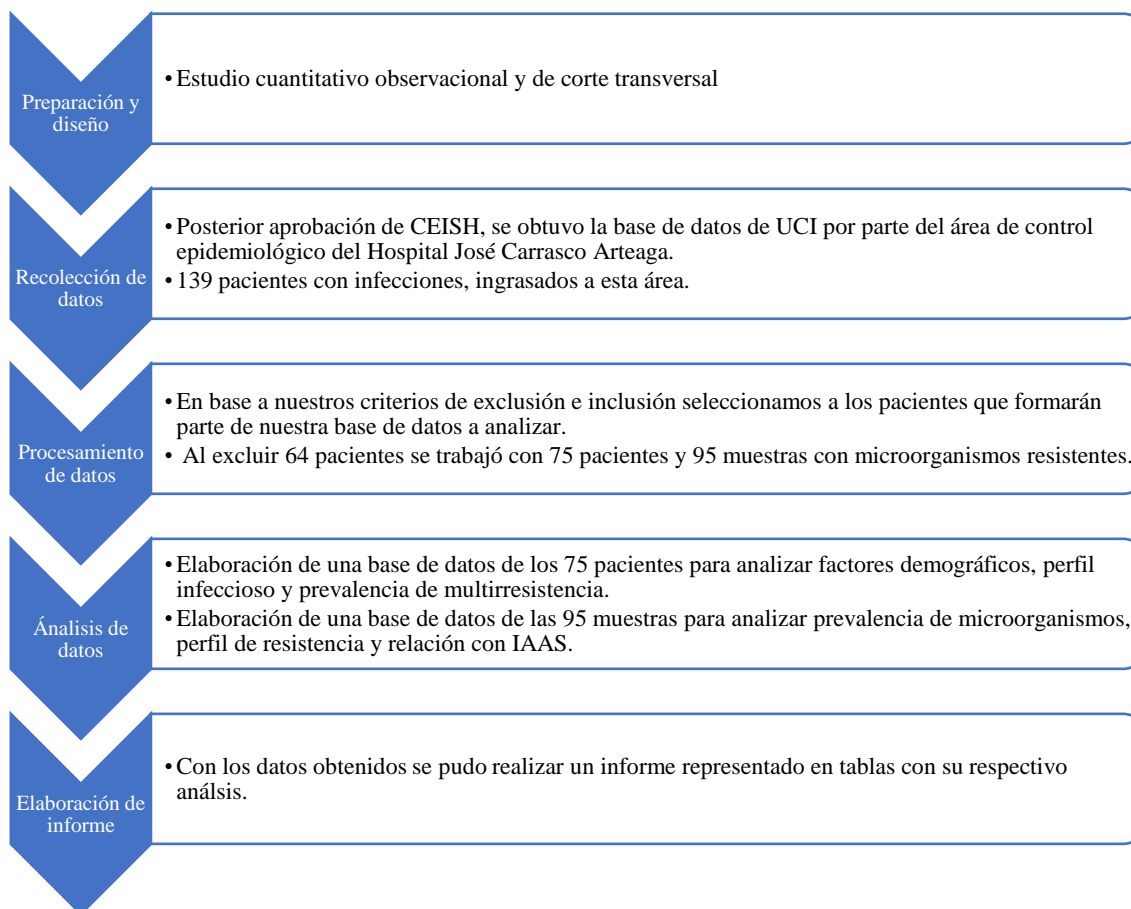 Preparación y
diseño
• Estudio cuantitativo observacional y de corte transversal
Recolección de
datos
• Posterior aprobación de CEISH, se obtuvo la base de datos de UCI por parte del área de control
epidemiológico del Hospital José Carrasco Arteaga.
• 139 pacientes con infecciones, ingrasados a esta área.
Procesamiento
de datos
• En base a nuestros criterios de exclusión e inclusión seleccionamos a los pacientes que formarán
parte de nuestra base de datos a analizar.
• Al excluir 64 pacientes se trabajó con 75 pacientes y 95 muestras con microorganismos resistentes.
Ánalisis de
datos
• Elaboración de una base de datos de los 75 pacientes para analizar factores demográficos, perfil
infeccioso y prevalencia de multirresistencia.
• Elaboración de una base de datos de las 95 muestras para analizar prevalencia de microorganismos,
perfil de resistencia y relación con IAAS.
Elaboración de
informe
• Con los datos obtenidos se pudo realizar un informe representado en tablas con su respectivo
análsis.